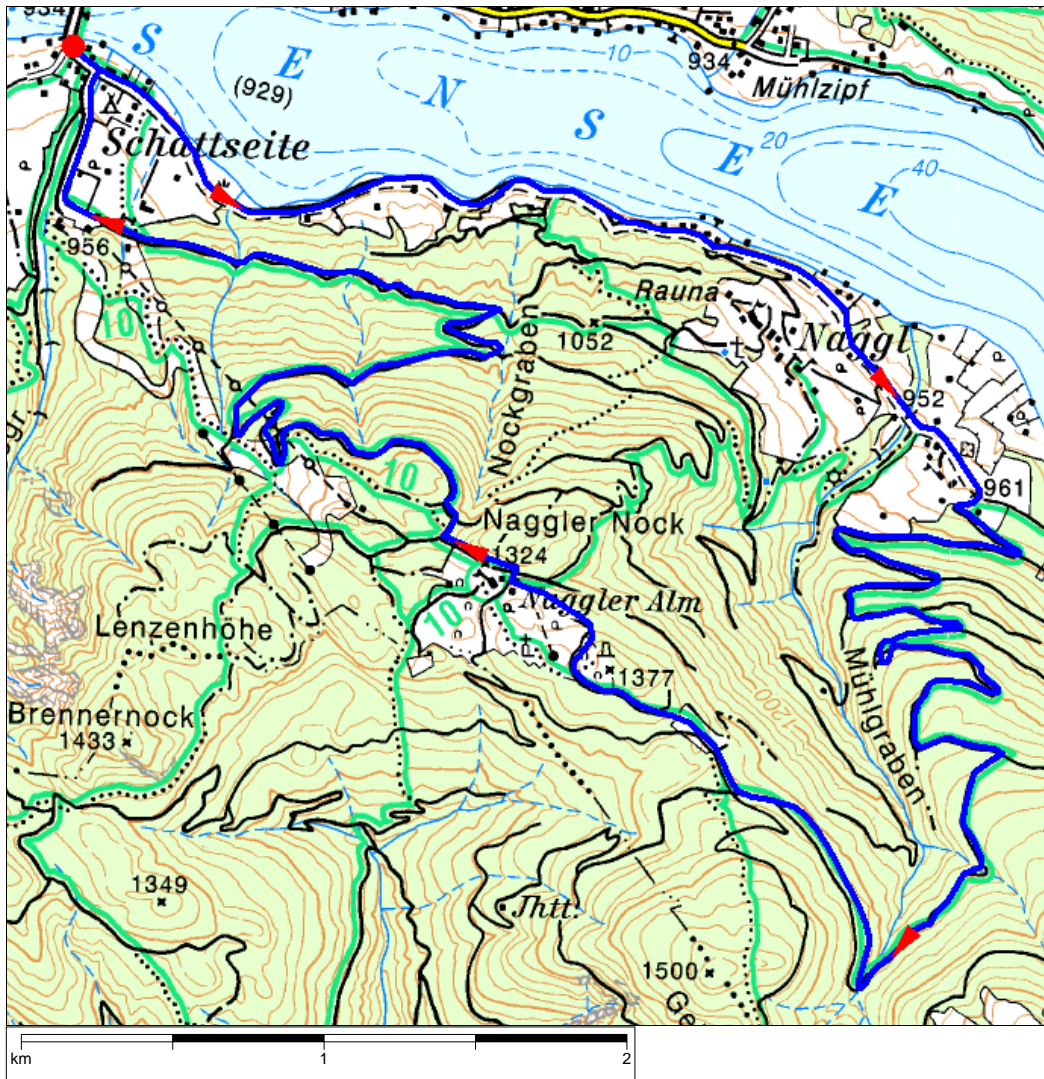 934
S
E
N
S
E
E
(929)
10
934
Mühlzipf
20
40
Schattseite
956
10
Rauna
1052
Naggl
952
961
Nockgraben
10
Naggler Nock
1324
Naggler Alm
10
Lenzenhöhe
1377
1200
Mühlgraben
Brennernock
1433
1349
Jhtt.
1500
gr.
km
1
2